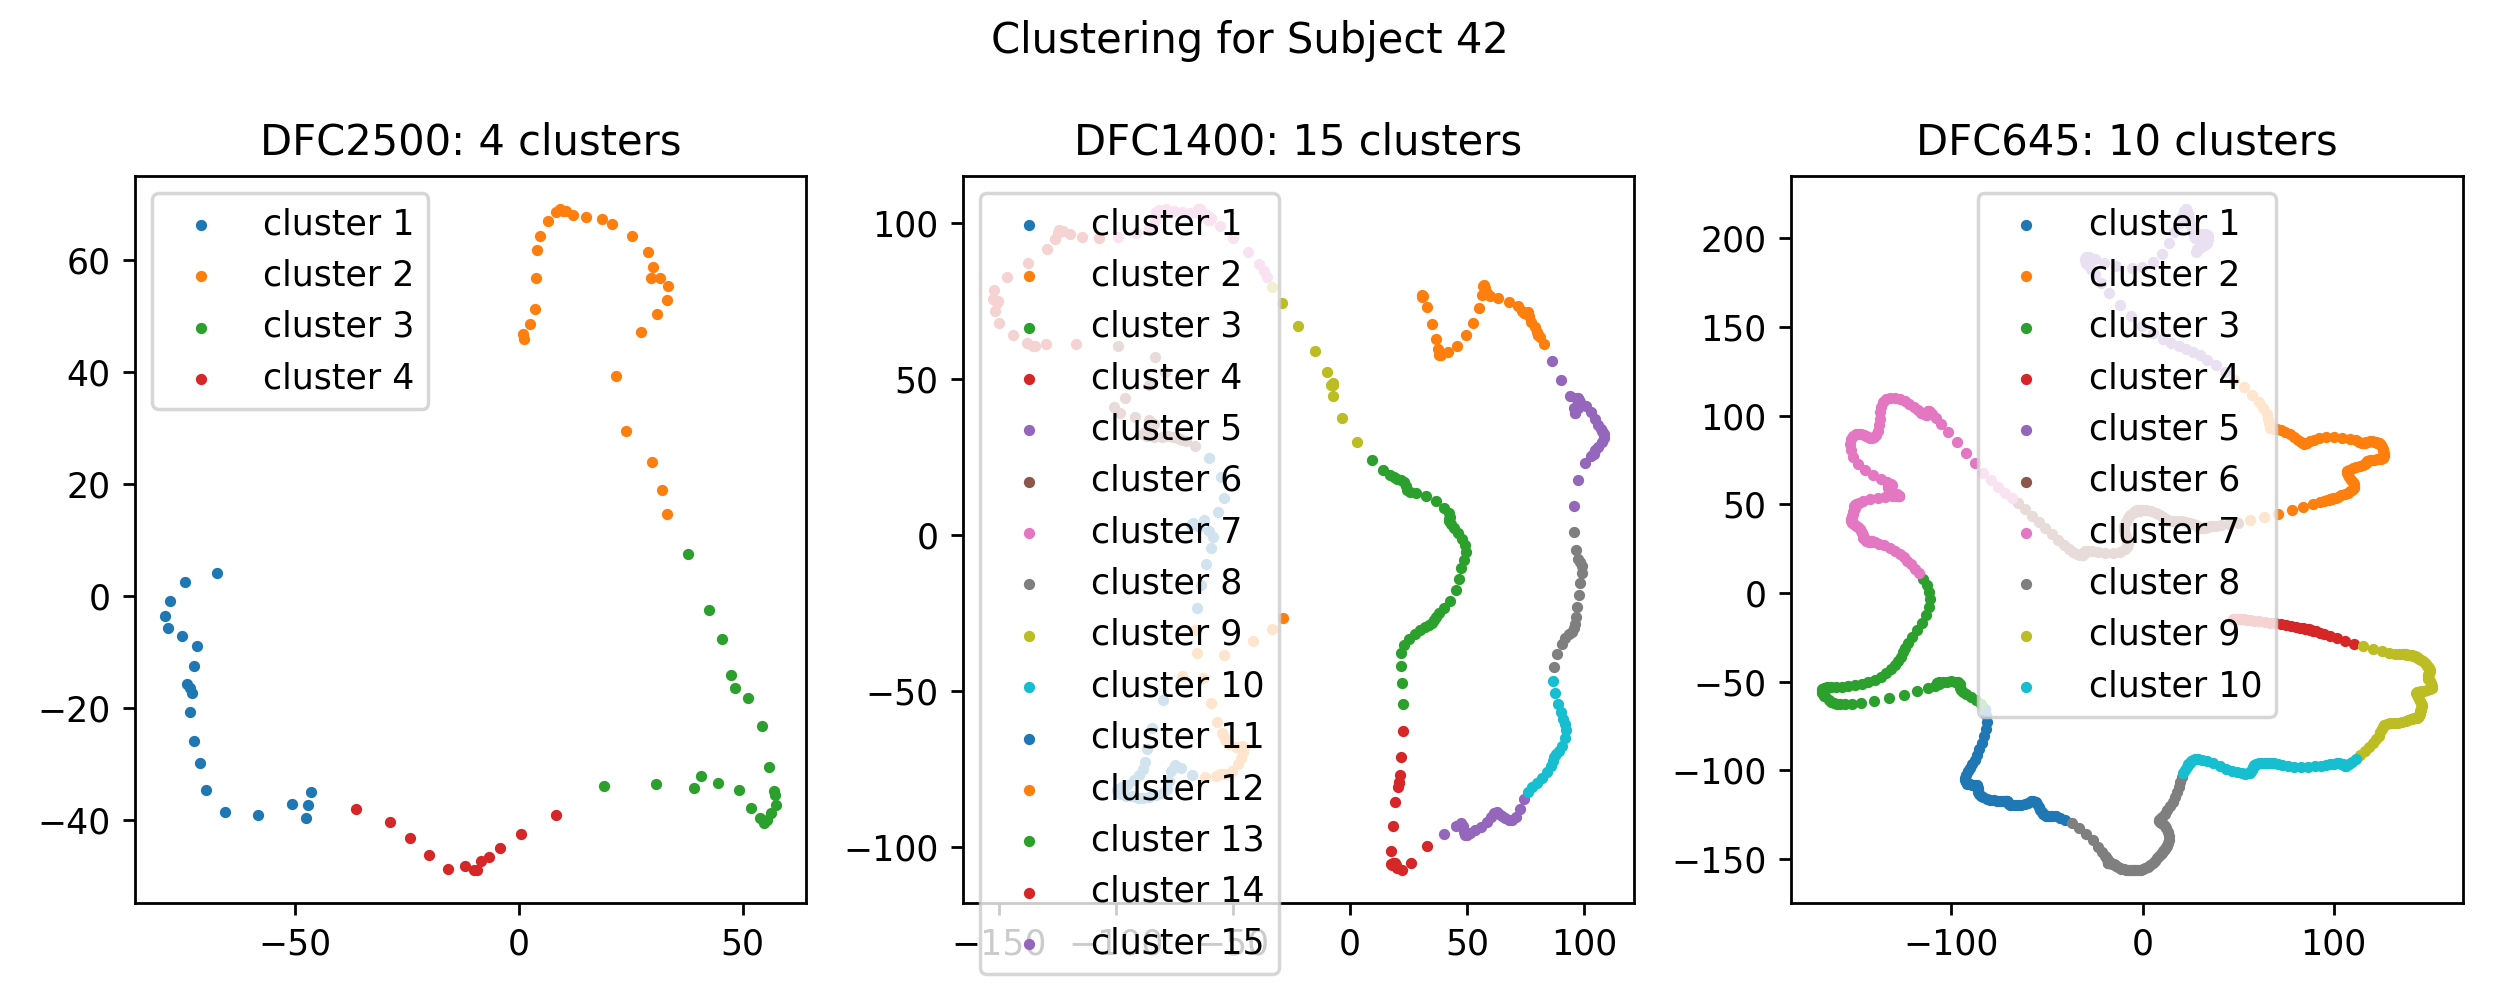 Clustering for Subject 42
DFC2500: 4 clusters
cluster 1
cluster 2
cluster 3
cluster 4
60
40
20
0
−20
−40
−50 0 50
DFC1400: 15 clusters
cluster 1
cluster 2
cluster 3
cluster 4
cluster 5
cluster 6
cluster 7
cluster 8
cluster 9
cluster 10
cluster 11
cluster 12
cluster 13
cluster 14
cluster 15
100
50
0
−50
−100
−150 −100 −50 0 50 100
DFC645: 10 clusters
cluster 1
cluster 2
cluster 3
cluster 4
cluster 5
cluster 6
cluster 7
cluster 8
cluster 9
cluster 10
200
150
100
50
0
−50
−100
−150
−100 0 100